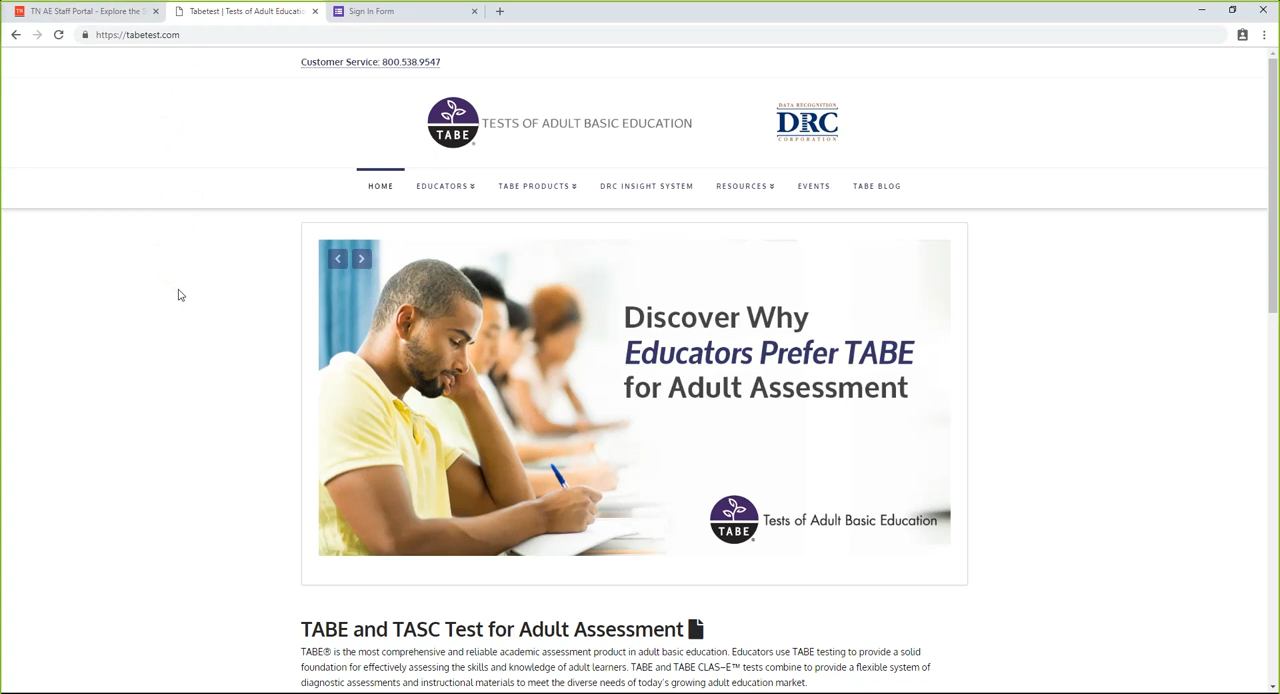 TN AE Staff Portal - Explore the S
Tabetest | Tests of Adult Educatio
Sign In Form
https://tabetest.com
Customer Service: 800.538.9547
TABE
TESTS OF ADULT BASIC EDUCATION
DATA RECOGNITION
DRC
CORPORATION
HOME EDUCATORS TABE PRODUCTS DRC INSIGHT SYSTEM RESOURCES EVENTS TABE BLOG
Discover Why
Educators Prefer TABE
for Adult Assessment
TABE
Tests of Adult Basic Education
TABE and TASC Test for Adult Assessment
TABE® is the most comprehensive and reliable academic assessment product in adult basic education. Educators use TABE testing to provide a solid
foundation for effectively assessing the skills and knowledge of adult learners. TABE and TABE CLAS–E™ tests combine to provide a flexible system of
diagnostic assessments and instructional materials to meet the diverse needs of today's growing adult education market.